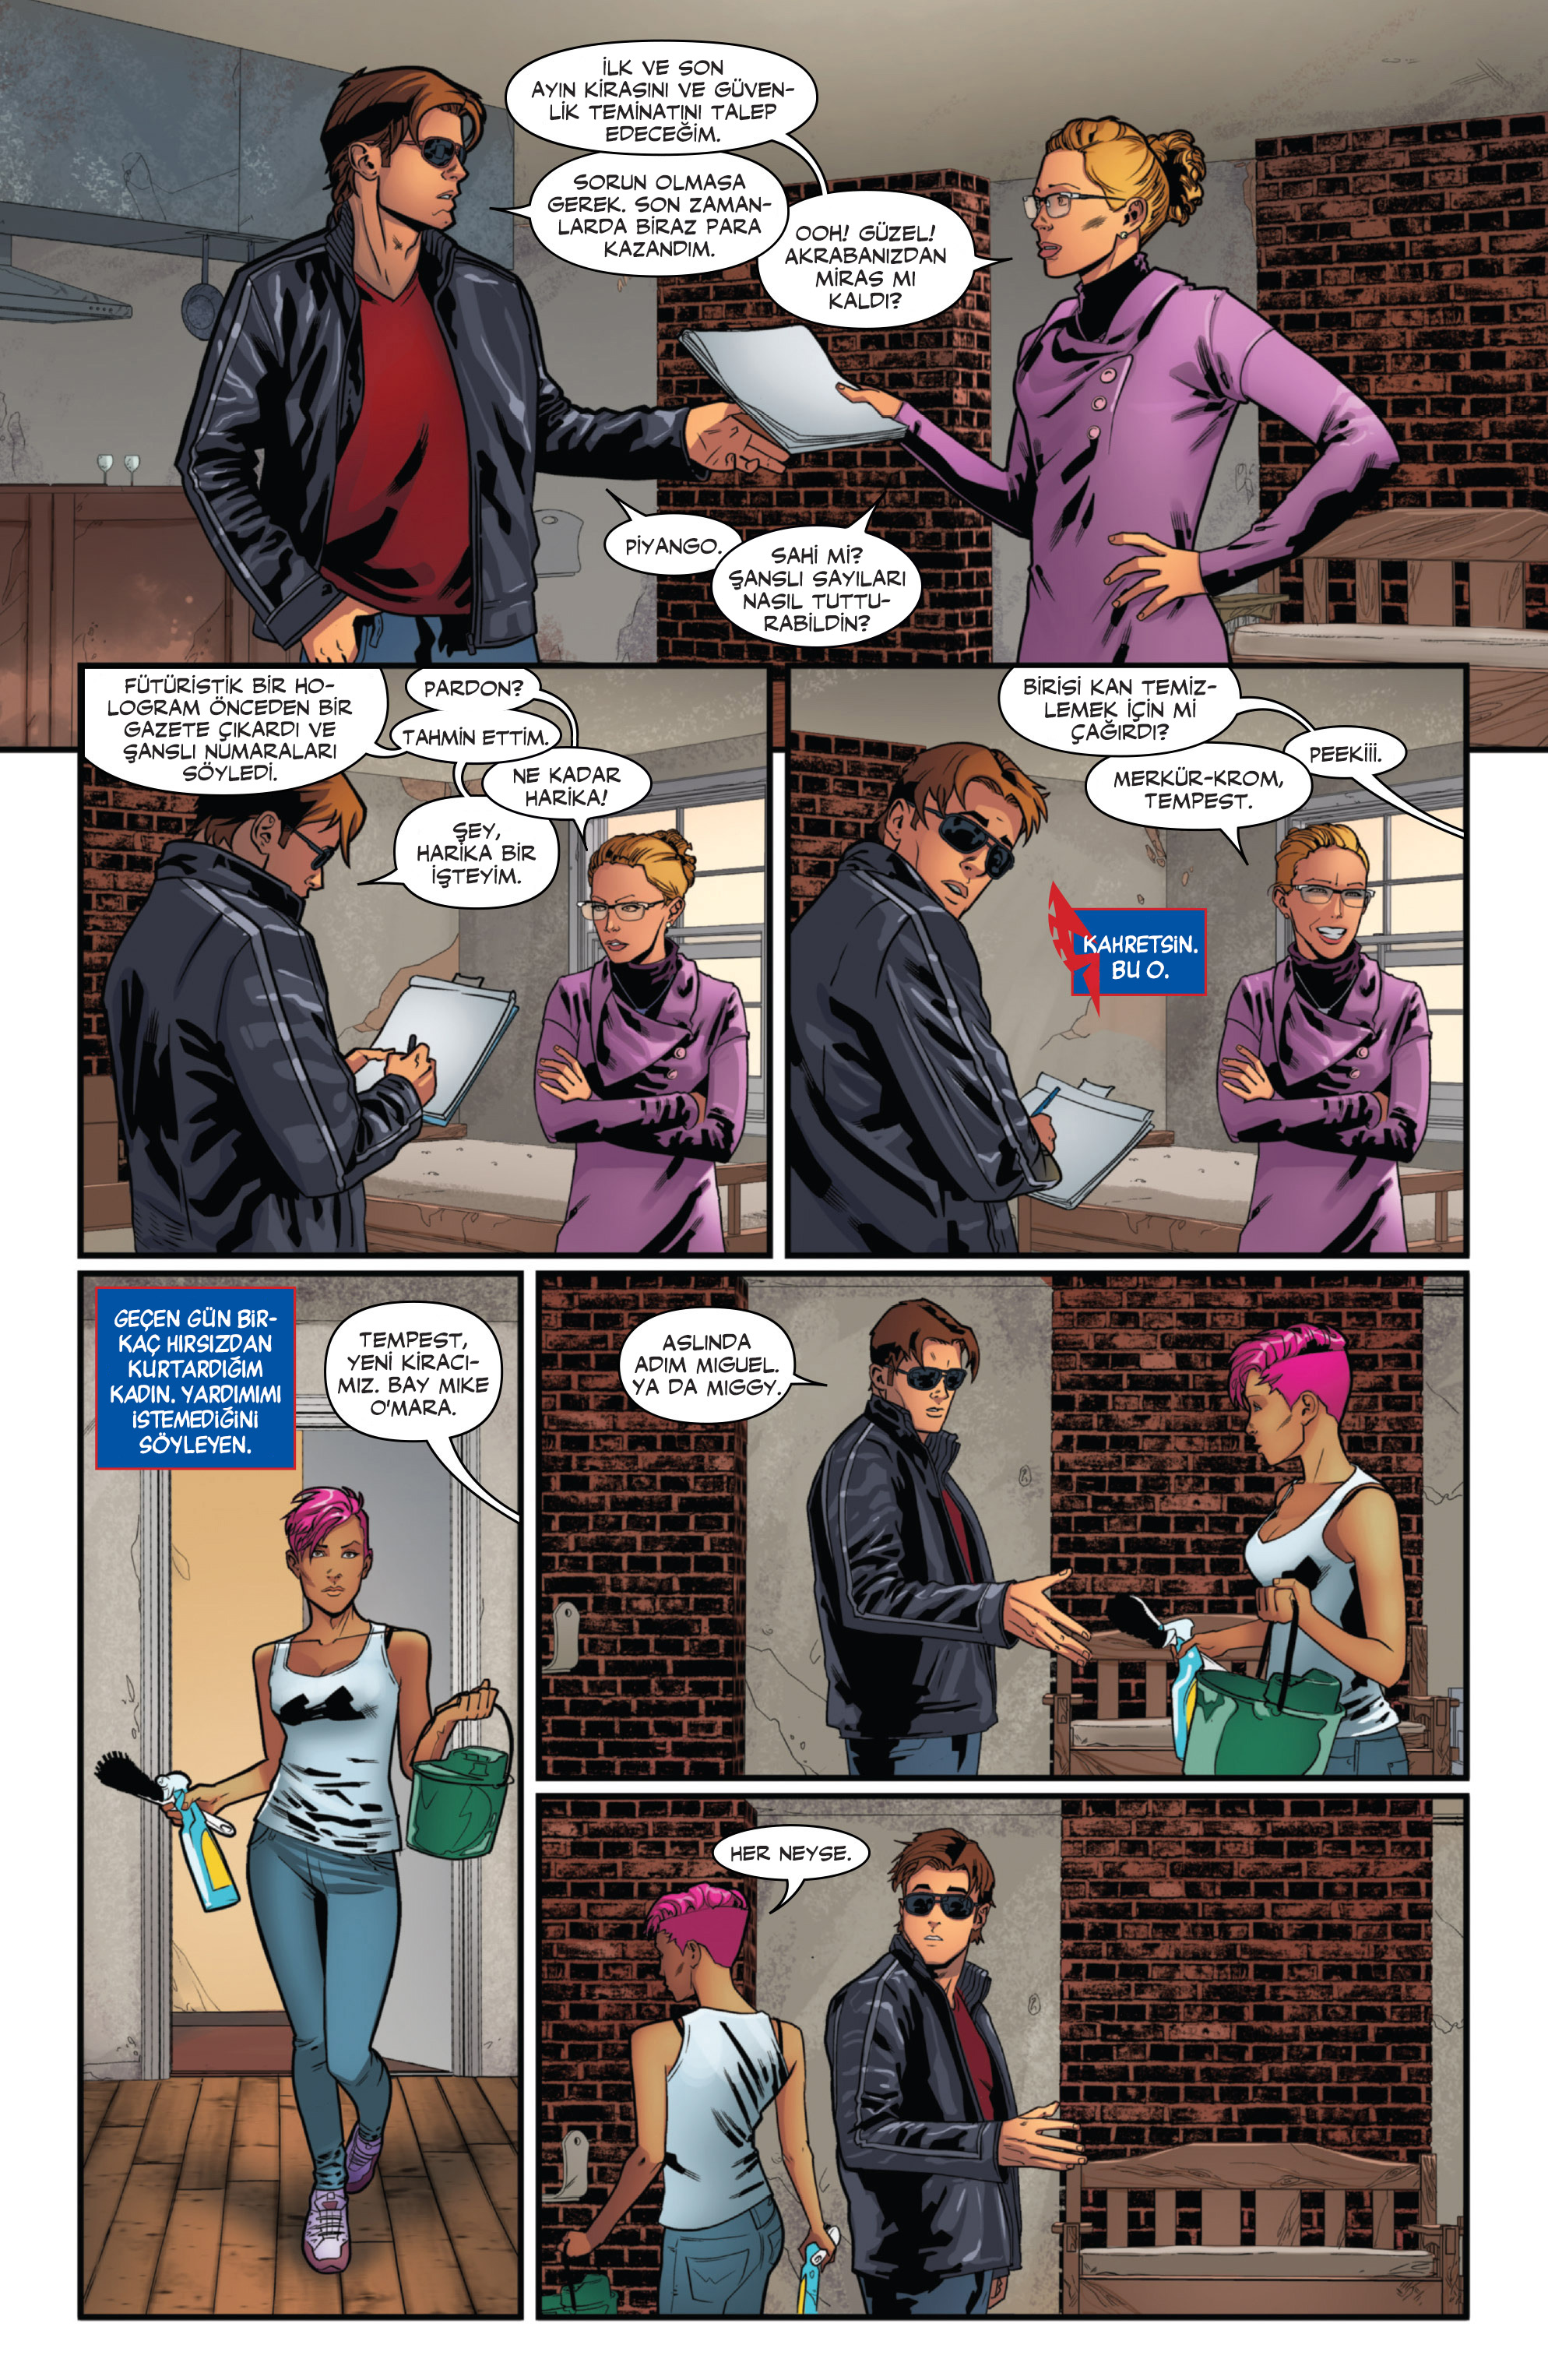 İLK VE SON
AYIN KİRASINI VE GÜVEN-
LİK TEMİNATINI TALEP
EDECEĞİM.
SORUN OLMASA
GEREK. SON ZAMAN-
LARDA BİRAZ PARA
KAZANDIM.
OOH! GÜZEL!
AKRABANIZDAN
MİRAS MI
KALDI?
PİYANGO.
SAHİ Mİ?
ŞANSLI SAYILARI
NASIL TUTTU-
RABİLDİN?
FÜTÜRİSTİK BİR HO-
LOGRAM ÖNCEDEN BİR
GAZETE ÇIKARDI VE
ŞANSLI NUMARALARI
SÖYLEDİ.
PARDON?
TAHMİN ETTİM.
NE KADAR
HARİKA!
ŞEY,
HARİKA BİR
İŞTEYİM.
BİRİSİ KAN TEMİZ-
LEMEK İÇİN Mİ
ÇAĞIRDI?
PEEKİİİ.
MERKÜR-KROM,
TEMPEST.
KAHRETSİN.
BU O.
GEÇEN GÜN BİR-
KAÇ HIRSIZDAN
KURTARDIĞIM
KADIN. YARDIMIMI
İSTEMEDİĞİNİ
SÖYLEYEN.
TEMPEST,
YENİ KİRACI-
MIZ. BAY MIKE
O'MARA.
ASLINDA
ADIM MIGUEL.
YA DA MIGGY.
HER NEYSE.